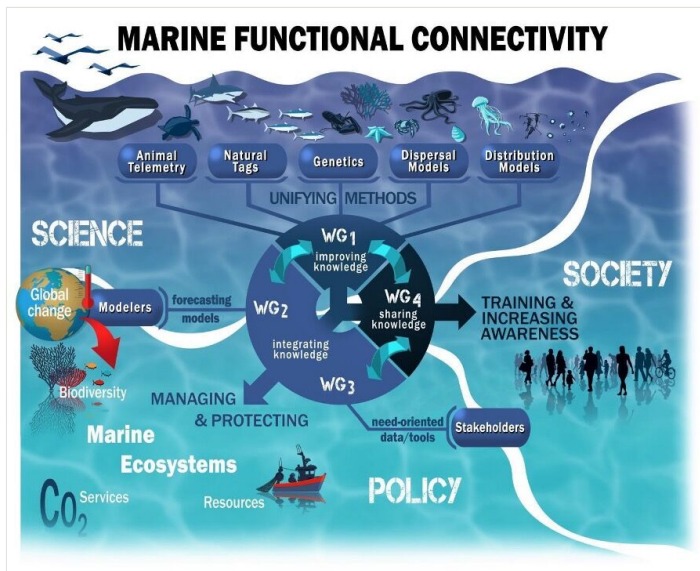 MARINE FUNCTIONAL CONNECTIVITY
Animal
Telemetry
Natural
Tags
Genetics
Dispersal
Models
Distribution
Models
UNIFYING METHODS
SCIENCE
WG1
improving
knowledge
SOCIETY
Global
change
Modelers
forecasting
models
WG2
integrating
knowledge
WG4
sharing
knowledge
TRAINING &
INCREASING
AWARENESS
WG3
Biodiversity
MANAGING
& PROTECTING
need-oriented
data/tools
Stakeholders
Marine
Ecosystems
Services
CO2
Resources
POLICY